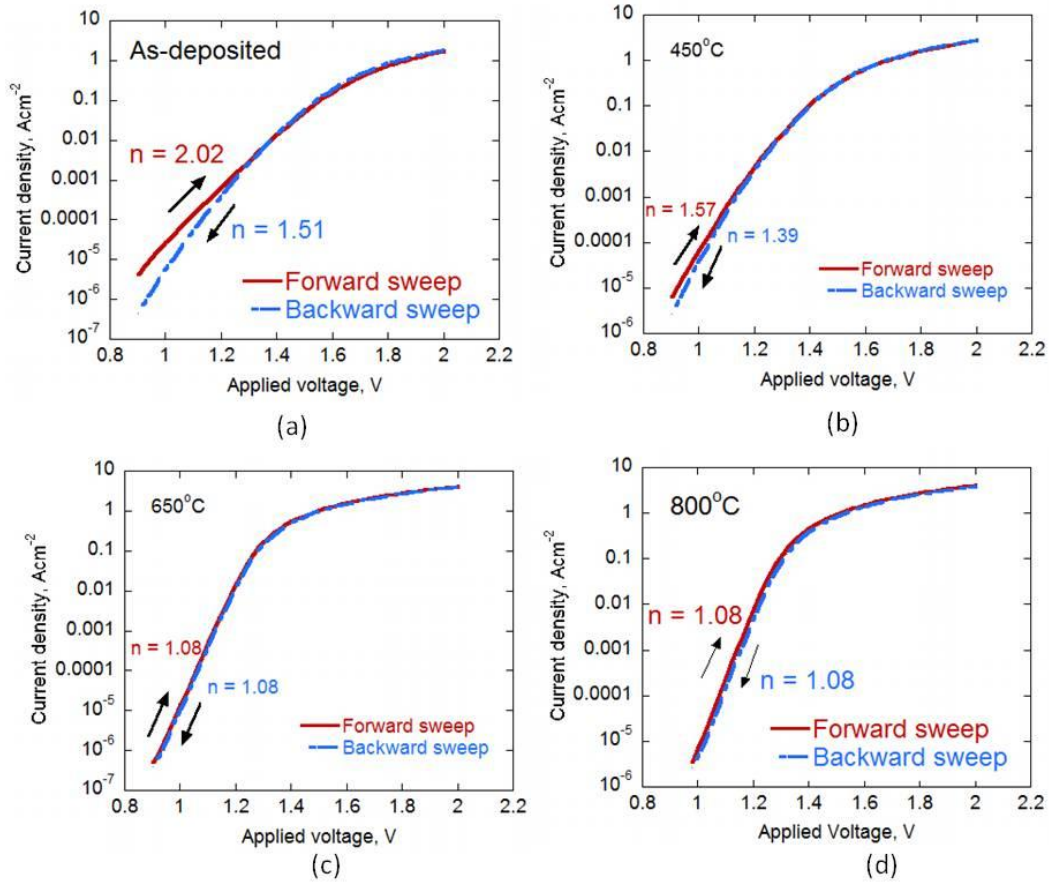 As-deposited
Current density, Acm⁻²
10
1
0.1
0.01
0.001
0.0001
10⁻⁵
10⁻⁶
10⁻⁷
n = 2.02
n = 1.51
Forward sweep
Backward sweep
0.8 1 1.2 1.4 1.6 1.8 2 2.2
Applied voltage, V
(a)
450°C
Current density, Acm⁻²
10
1
0.1
0.01
0.001
0.0001
10⁻⁵
10⁻⁶
n = 1.57
n = 1.39
Forward sweep
Backward sweep
0.8 1 1.2 1.4 1.6 1.8 2 2.2
Applied voltage, V
(b)
650°C
Current density, Acm⁻²
10
1
0.1
0.01
0.001
0.0001
10⁻⁵
10⁻⁶
10⁻⁷
n = 1.08
n = 1.08
Forward sweep
Backward sweep
0.8 1 1.2 1.4 1.6 1.8 2 2.2
Applied Voltage, V
(c)
800°C
Current density, Acm⁻²
10
1
0.1
0.01
0.001
0.0001
10⁻⁵
10⁻⁶
n = 1.08
n = 1.08
Forward sweep
Backward sweep
0.8 1 1.2 1.4 1.6 1.8 2 2.2
Applied Voltage, V
(d)